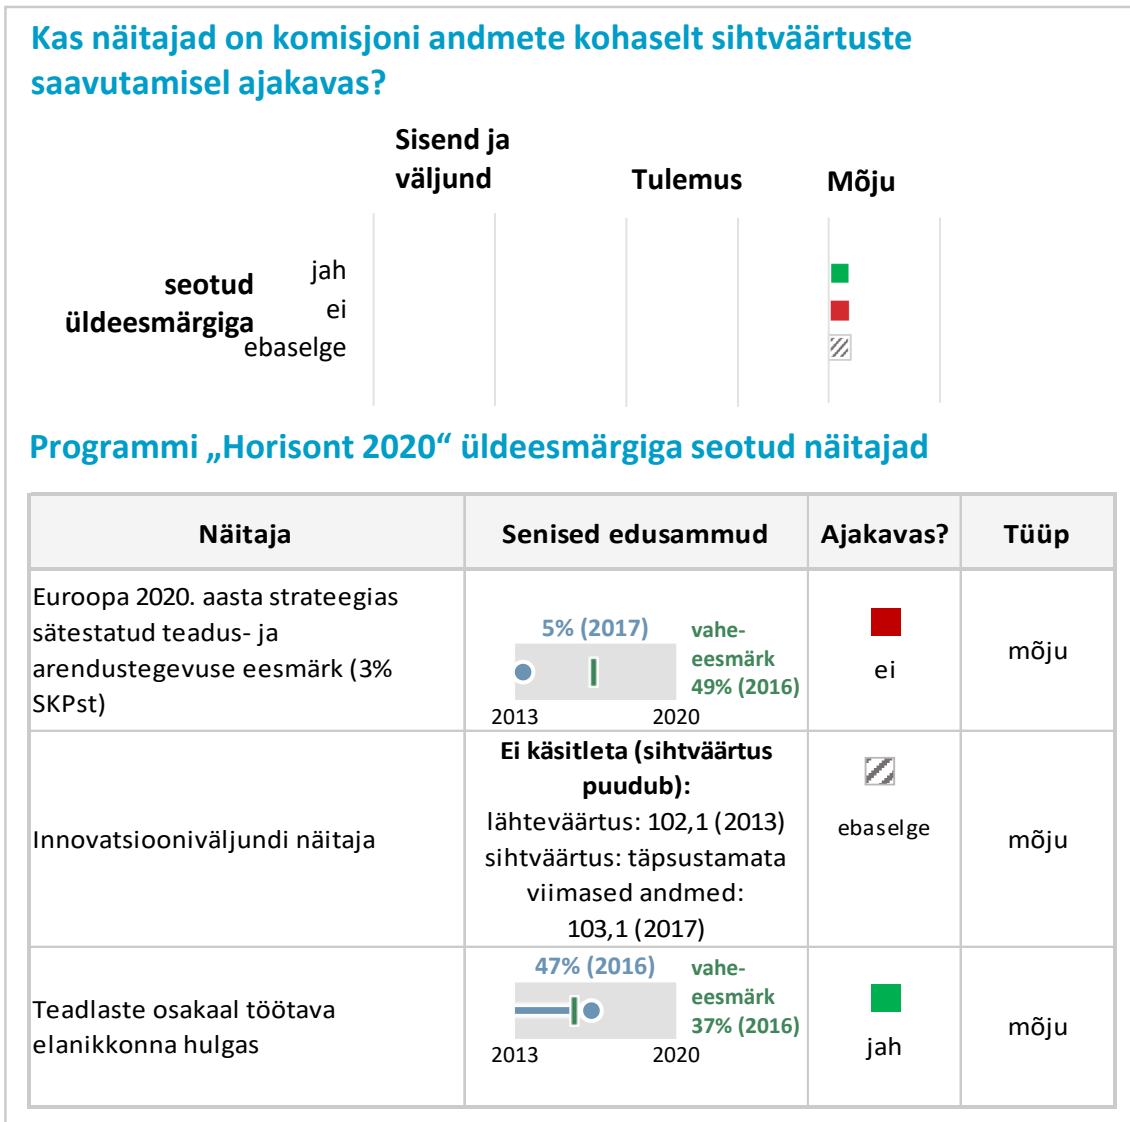 Kas näitajad on komisjoni andmete kohaselt sihtväärtuste
saavutamisel ajakavas?
Sisend ja
väljund
Tulemus
Mõju
seotud
üldeesmärgiga
jah
ei
ebaselge
Programmi „Horisont 2020“ üldeesmärgiga seotud näitajad
Näitaja
Senised edusammud
Ajakavas?
Tüüp
Euroopa 2020. aasta strateegias
sätestatud teadus- ja
arendustegevuse eesmärk (3%
SKPst)
5% (2017)
vahe-
eesmärk
49% (2016)
2013
2020
ei
mõju
Innovatsiooniväljundi näitaja
Ei käsitleta (sihtväärtus
puudub):
lähteväärtus: 102,1 (2013)
sihtväärtus: täpsustamata
viimased andmed:
103,1 (2017)
ebaselge
mõju
Teadlaste osakaal töötava
elanikkonna hulgas
47% (2016)
vahe-
eesmärk
37% (2016)
2013
2020
jah
mõju